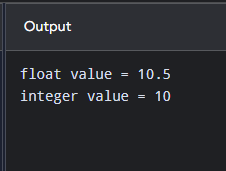 Output
float value = 10.5
integer value = 10